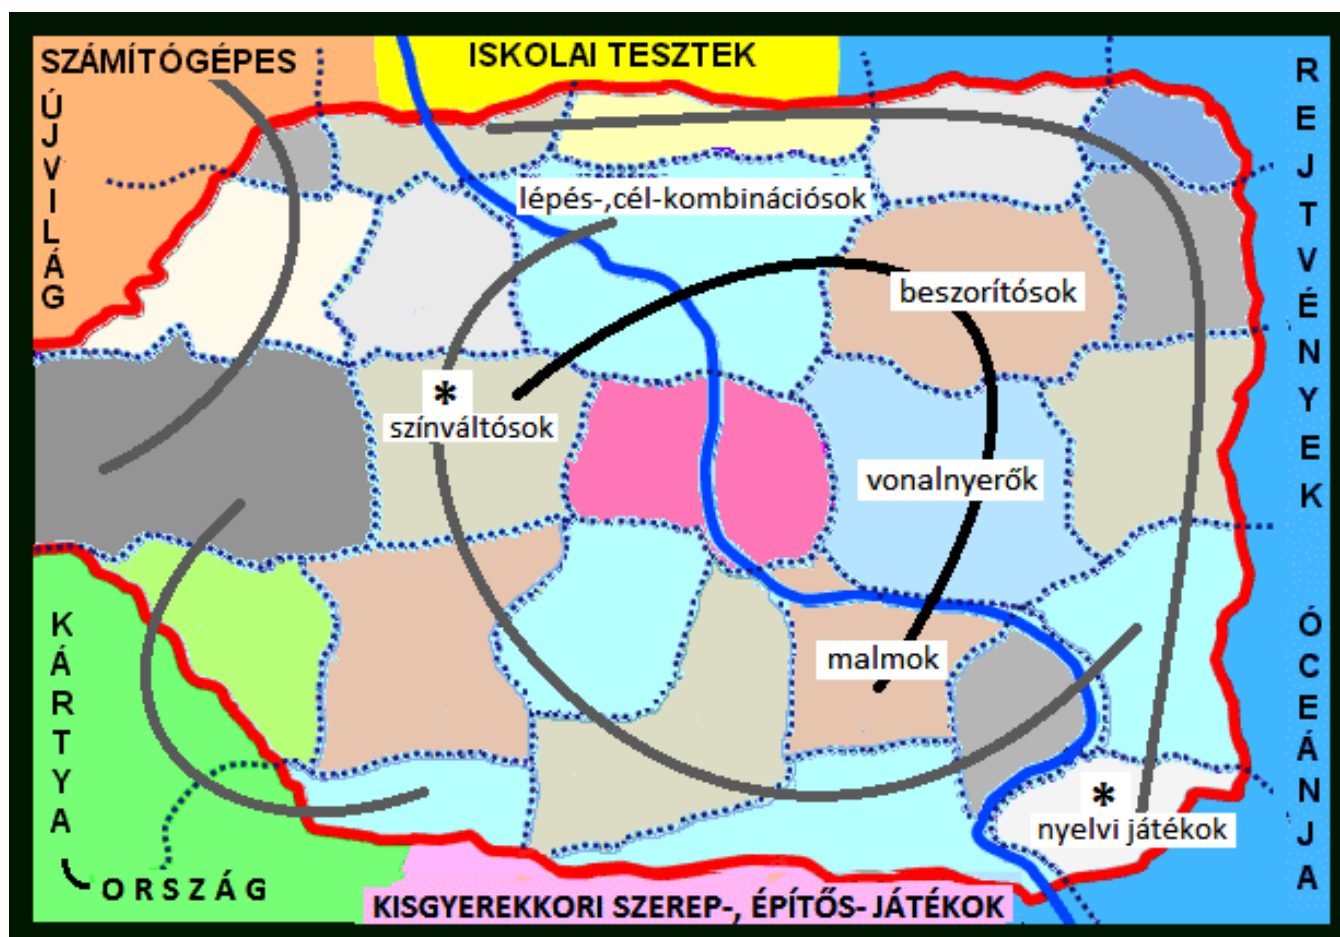 SZÁMÍTÓGÉPES
ÚJVILÁG
ISKOLAI TESZTEK
REJTVÉNYEK ÓCEÁNJA
lépés-,cél-kombinációsok
beszorítósok
*
színváltósok
vonalnyerők
malmok
*
nyelvi játékok
KÁRTYA
ORSZÁG
KISGYEREKKORI SZEREP-, ÉPÍTŐS- JÁTÉKOK